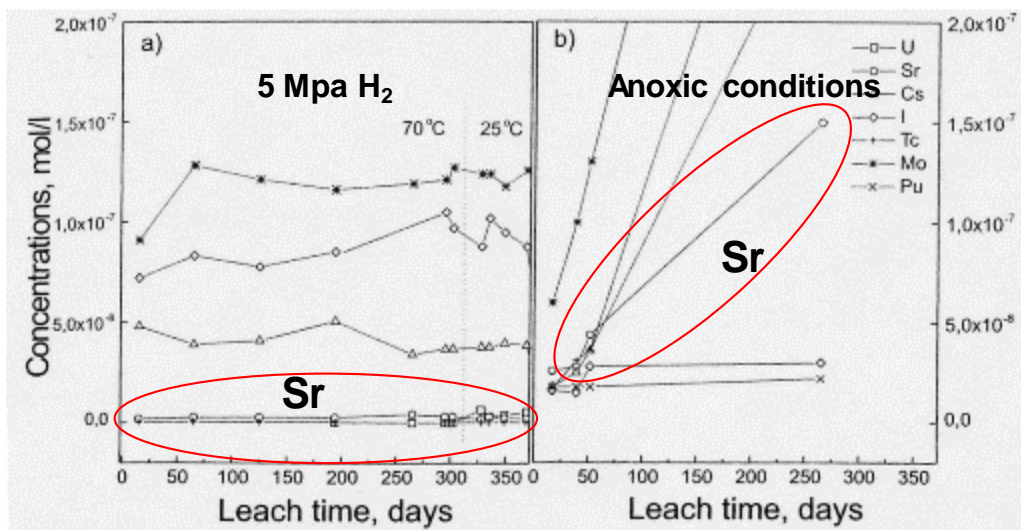 2,0x10⁻⁷
1,5x10⁻⁷
1,0x10⁻⁷
5,0x10⁻⁸
0,0
Concentrations, mol/l
a)
5 Mpa H₂
70°C
25°C
Sr
0 50 100 150 200 250 300 350
Leach time, days
b)
Anoxic conditions
U
Sr
Cs
I
Tc
Mo
Pu
Sr
0 50 100 150 200 250 300 350
Leach time, days
2,0x10⁻⁷
1,5x10⁻⁷
1,0x10⁻⁷
5,0x10⁻⁸
0,0